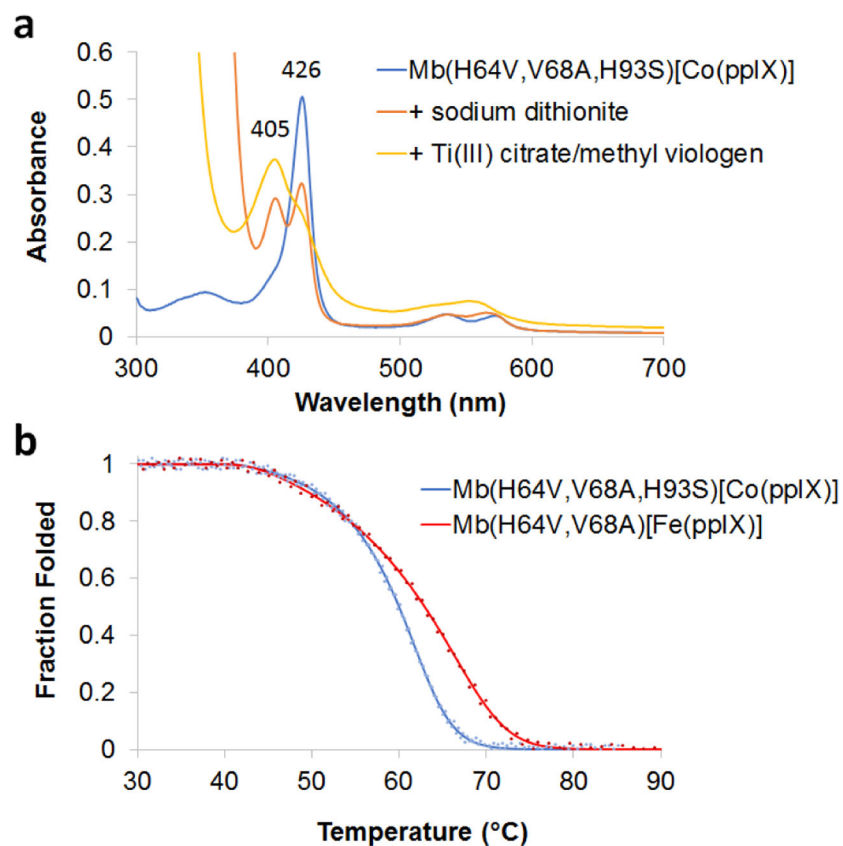 a
0.6
0.5
0.4
0.3
0.2
0.1
0
Absorbance
426
405
Mb(H64V,V68A,H93S)[Co(ppIX)]
+ sodium dithionite
+ Ti(III) citrate/methyl viologen
300 400 500 600 700
Wavelength (nm)
b
1
0.8
0.6
0.4
0.2
0
Fraction Folded
Mb(H64V,V68A,H93S)[Co(ppIX)]
Mb(H64V,V68A)[Fe(ppIX)]
30 40 50 60 70 80 90
Temperature (°C)